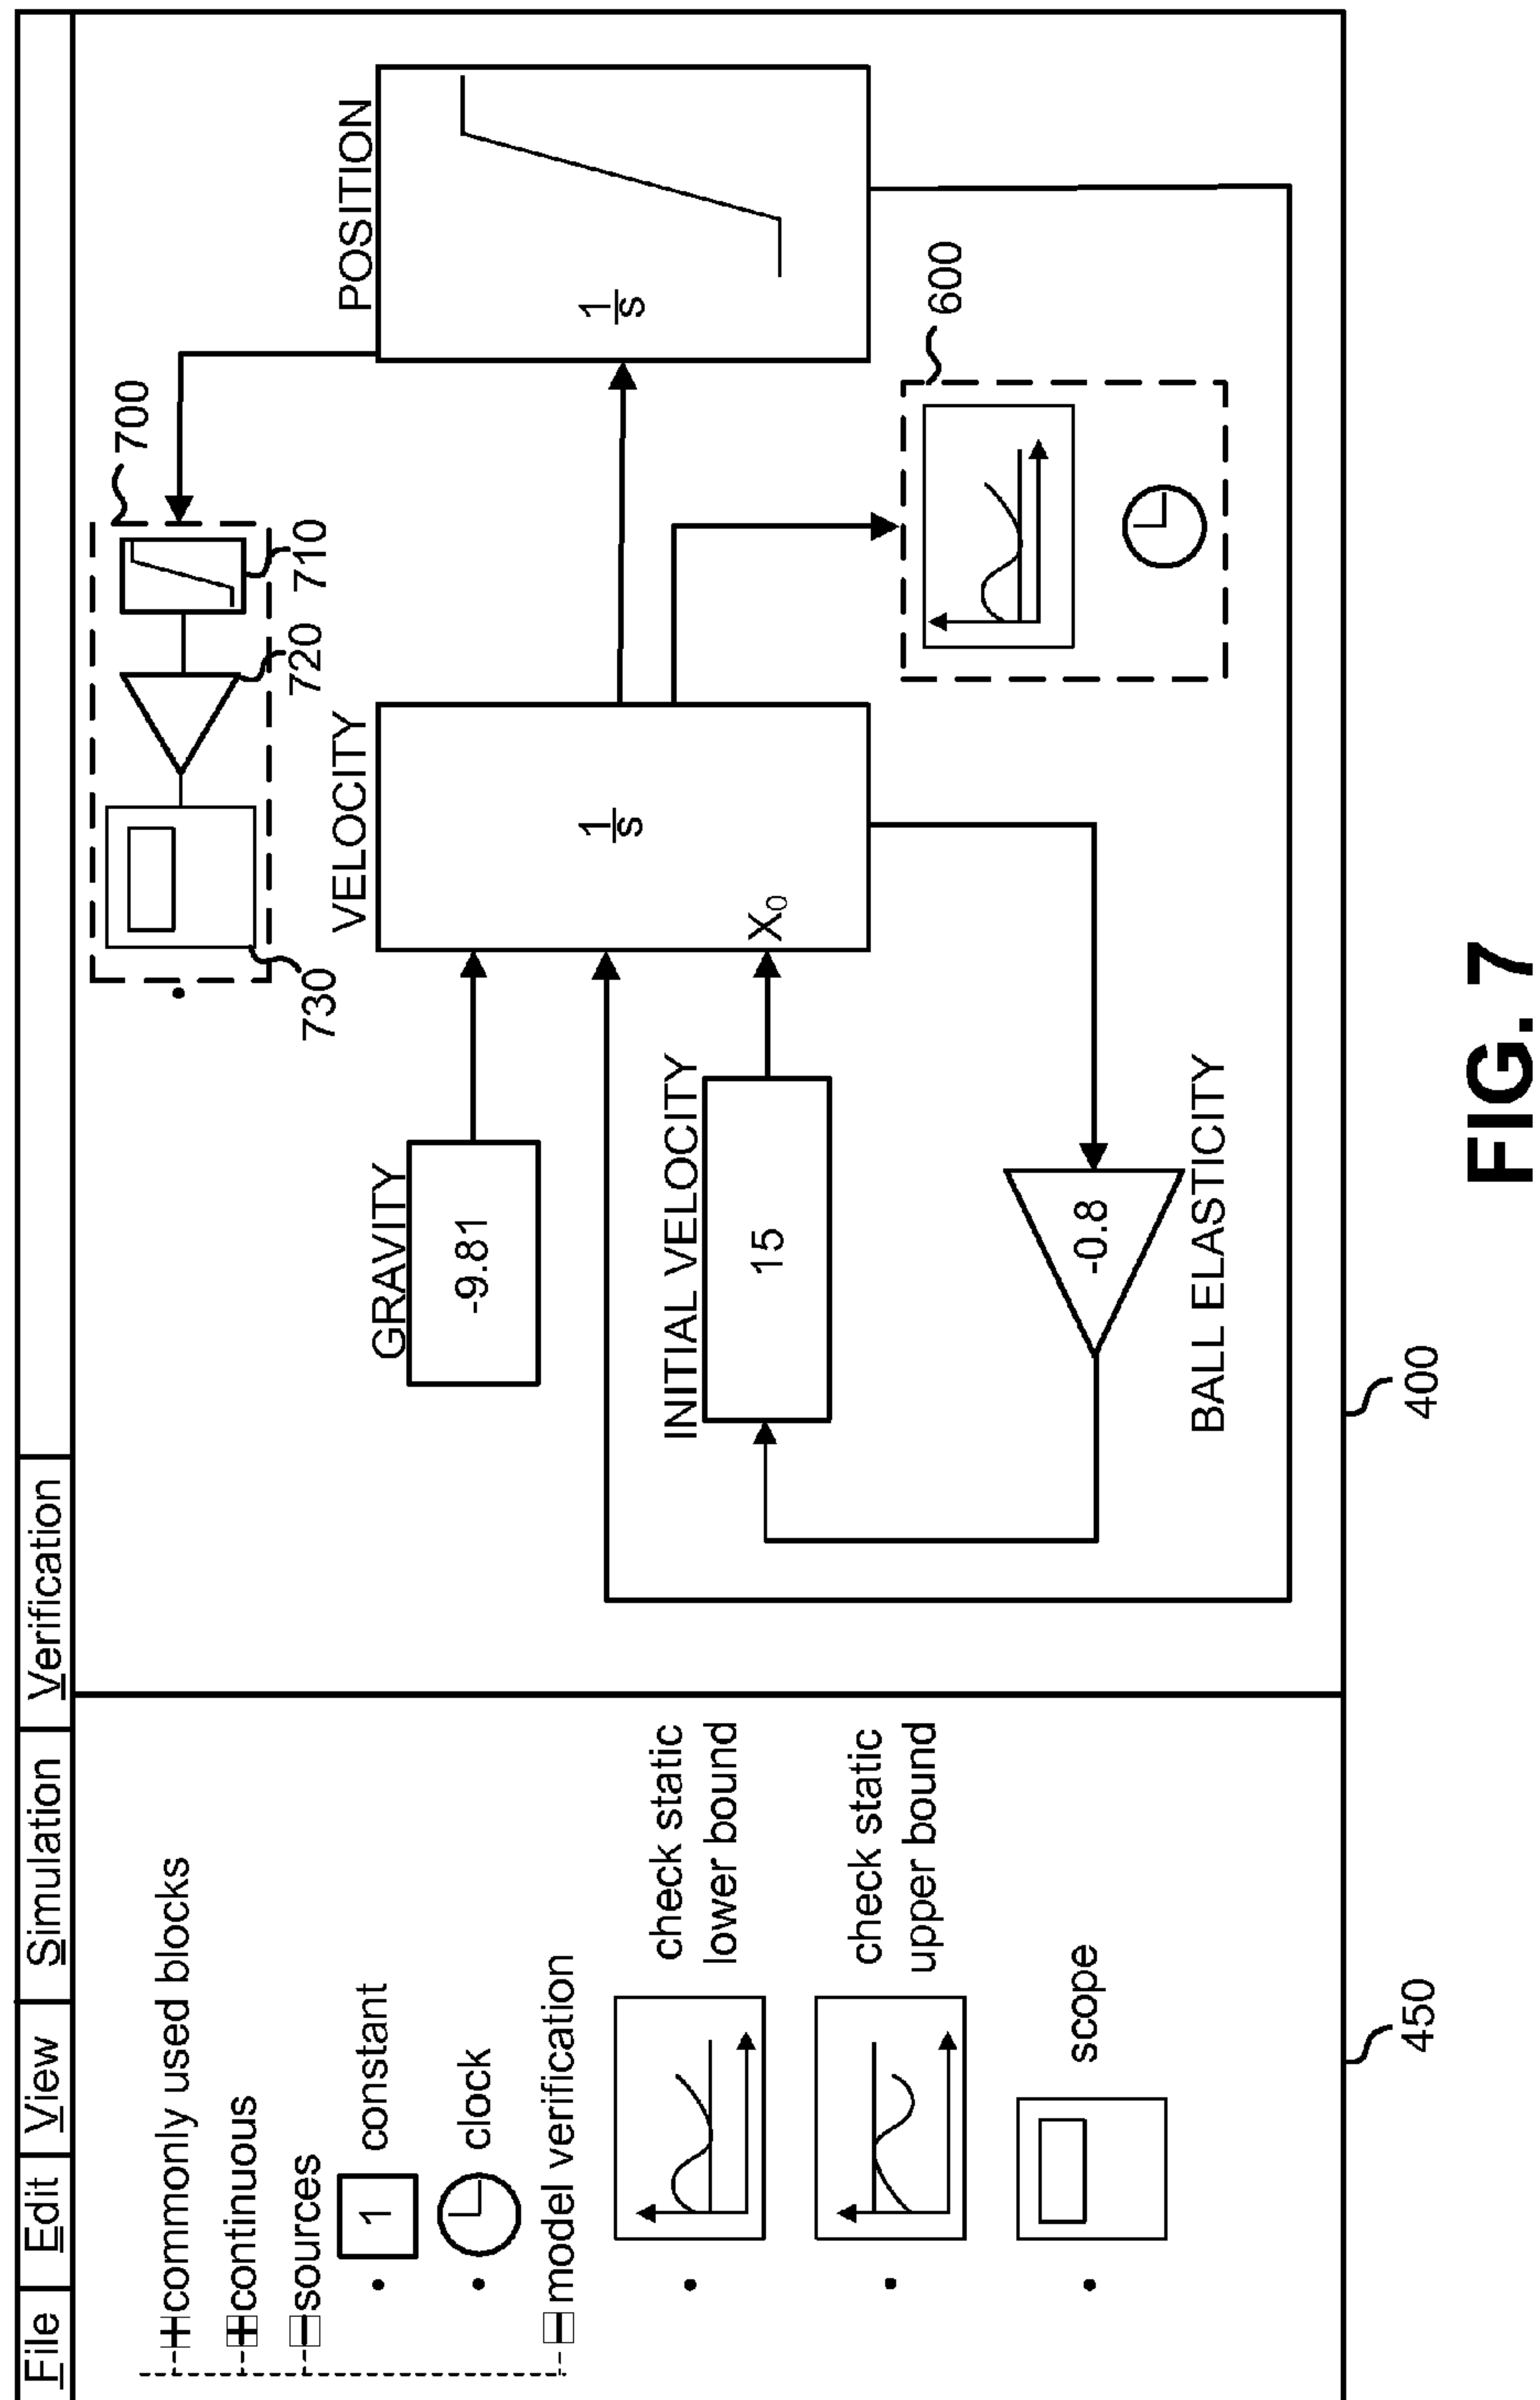 File Edit View Simulation Verification
commonly used blocks
continuous
sources
1 constant
clock
model verification
check static
lower bound
check static
upper bound
scope
450
700
710
720
730
VELOCITY
1
s
X0
POSITION
1
s
GRAVITY
-9.81
INITIAL VELOCITY
15
-0.8
BALL ELASTICITY
600
400
FIG. 7